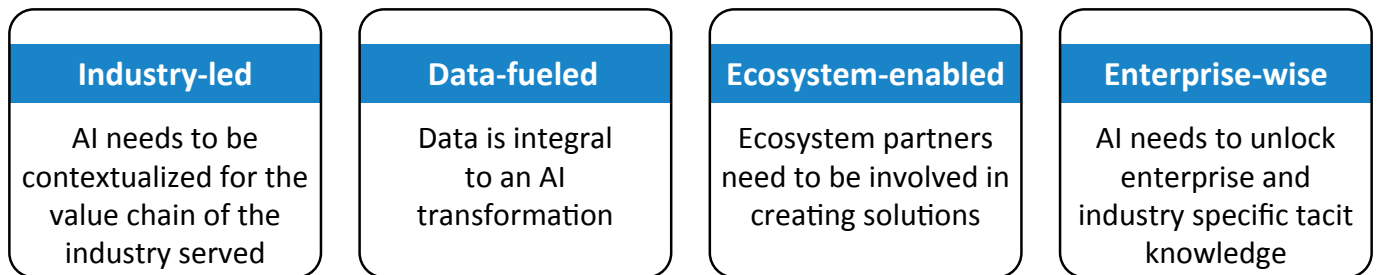 Industry-led
AI needs to be
contextualized for the
value chain of the
industry served
Data-fueled
Data is integral
to an AI
transformation
Ecosystem-enabled
Ecosystem partners
need to be involved in
creating solutions
Enterprise-wise
AI needs to unlock
enterprise and
industry specific tacit
knowledge